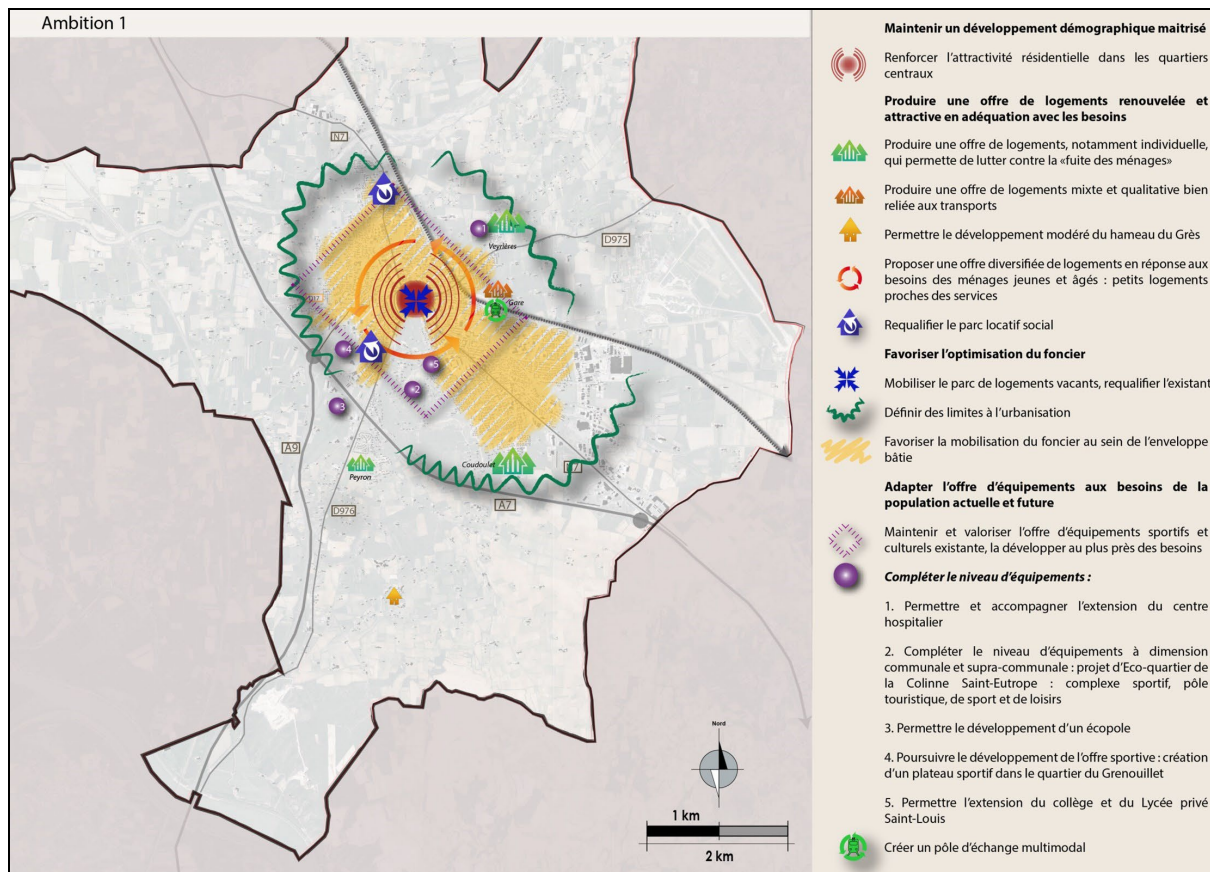 Ambition 1
N7
D975
1
Veyrières
Gare
4
5
2
3
A9
Peyron
Coudoulet
N7
A7
D976
Nord
1 km
2 km
Maintenir un développement démographique maitrisé
Renforcer l'attractivité résidentielle dans les quartiers
centraux
Produire une offre de logements renouvelée et
attractive en adéquation avec les besoins
Produire une offre de logements, notamment individuelle,
qui permette de lutter contre la «fuite des ménages»
Produire une offre de logements mixte et qualitative bien
reliée aux transports
Permettre le développement modéré du hameau du Grès
Proposer une offre diversifiée de logements en réponse aux
besoins des ménages jeunes et âgés : petits logements
proches des services
Requalifier le parc locatif social
Favoriser l'optimisation du foncier
Mobiliser le parc de logements vacants, requalifier l'existant
Définir des limites à l'urbanisation
Favoriser la mobilisation du foncier au sein de l'enveloppe
bâtie
Adapter l'offre d'équipements aux besoins de la
population actuelle et future
Maintenir et valoriser l'offre d'équipements sportifs et
culturels existante, la développer au plus près des besoins
Compléter le niveau d'équipements :
1. Permettre et accompagner l'extension du centre
hospitalier
2. Compléter le niveau d'équipements à dimension
communale et supra-communale : projet d'Eco-quartier de
la Colinne Saint-Eutrope : complexe sportif, pôle
touristique, de sport et de loisirs
3. Permettre le développement d'un écopole
4. Poursuivre le développement de l'offre sportive : création
d'un plateau sportif dans le quartier du Grenouillet
5. Permettre l'extension du collège et du Lycée privé
Saint-Louis
Créer un pôle d'échange multimodal